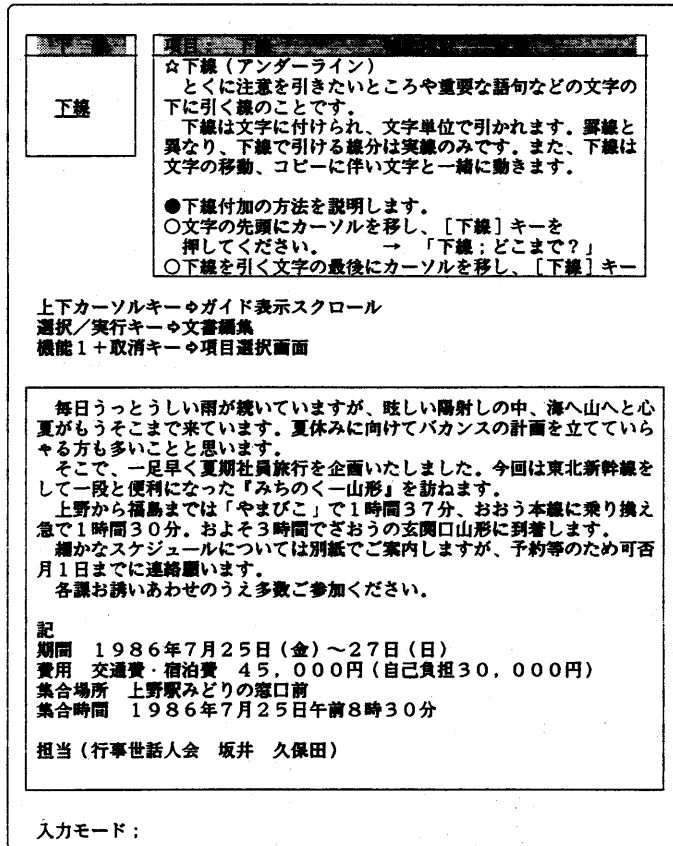 下線
項目： 下線
下線
☆下線（アンダーライン）
とくに注意を引きたいところや重要な語句などの文字の
下に引く線のことです。
下線は文字に付けられ、文字単位で引かれます。罫線と
異なり、下線で引ける線分は実線のみです。また、下線は
文字の移動、コピーに伴い文字と一緒に動きます。
●下線付加の方法を説明します。
○文字の先頭にカーソルを移し、［下線］キーを
押してください。 → 「下線；どこまで？」
○下線を引く文字の最後にカーソルを移し、［下線］キー
上下カーソルキー⇨ガイド表示スクロール
選択／実行キー⇨文書編集
機能１＋取消キー⇨項目選択画面
毎日うっとうしい雨が続いていますが、眩しい陽射しの中、海へ山へと心
夏がもうそこまで来ています。夏休みに向けてバカンスの計画を立てていら
ゃる方も多いことと思います。
そこで、一足早く夏期社員旅行を企画いたしました。今回は東北新幹線を
して一段と便利になった『みちのく―山形』を訪ねます。
上野から福島までは「やまびこ」で１時間３７分、おおう本線に乗り換え
急で１時間３０分。およそ３時間でざおうの玄関口山形に到着します。
細かなスケジュールについては別紙でご案内しますが、予約等のため可否
月１日までに連絡願います。
各課お誘いあわせのうえ多数ご参加ください。
記
期間　１９８６年７月２５日（金）～２７日（日）
費用　交通費・宿泊費　４５，０００円（自己負担３０，０００円）
集合場所　上野駅みどりの窓口前
集合時間　１９８６年７月２５日午前８時３０分
担当（行事世話人会　坂井　久保田）
入力モード；